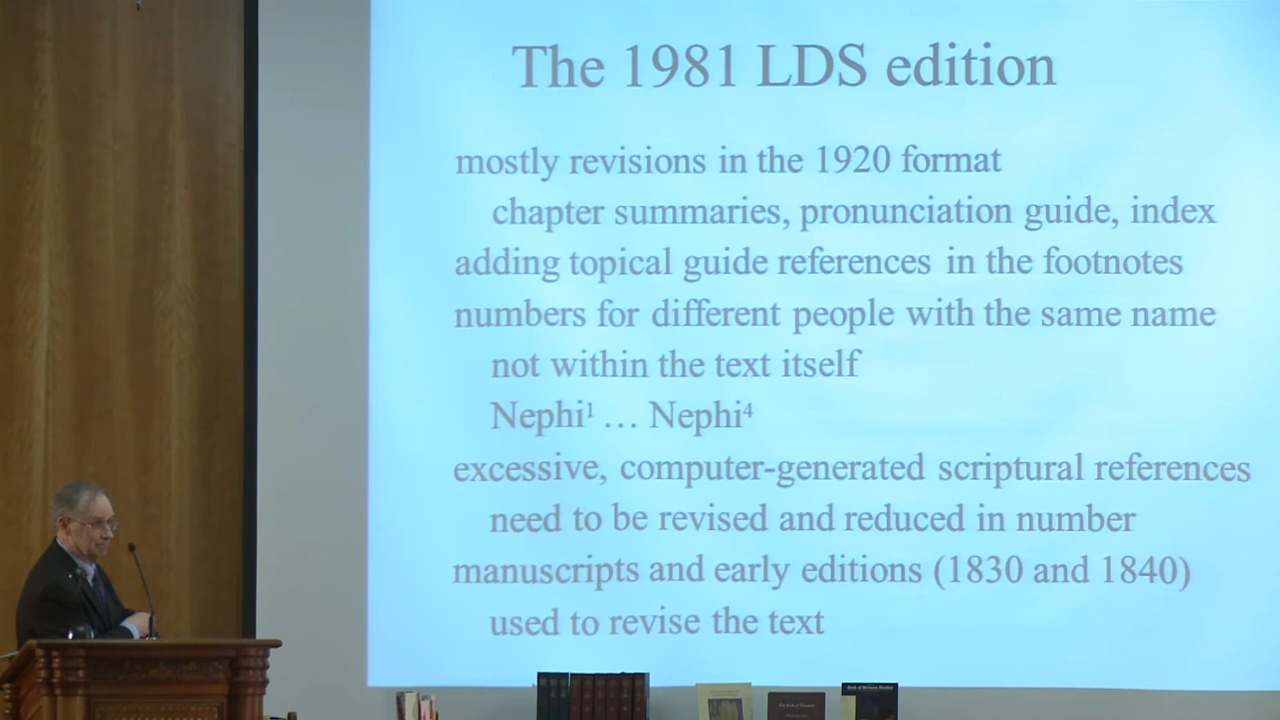 The 1981 LDS edition
mostly revisions in the 1920 format
chapter summaries, pronunciation guide, index
adding topical guide references in the footnotes
numbers for different people with the same name
not within the text itself
Nephi¹ … Nephi⁴
excessive, computer-generated scriptural references
need to be revised and reduced in number
manuscripts and early editions (1830 and 1840)
used to revise the text